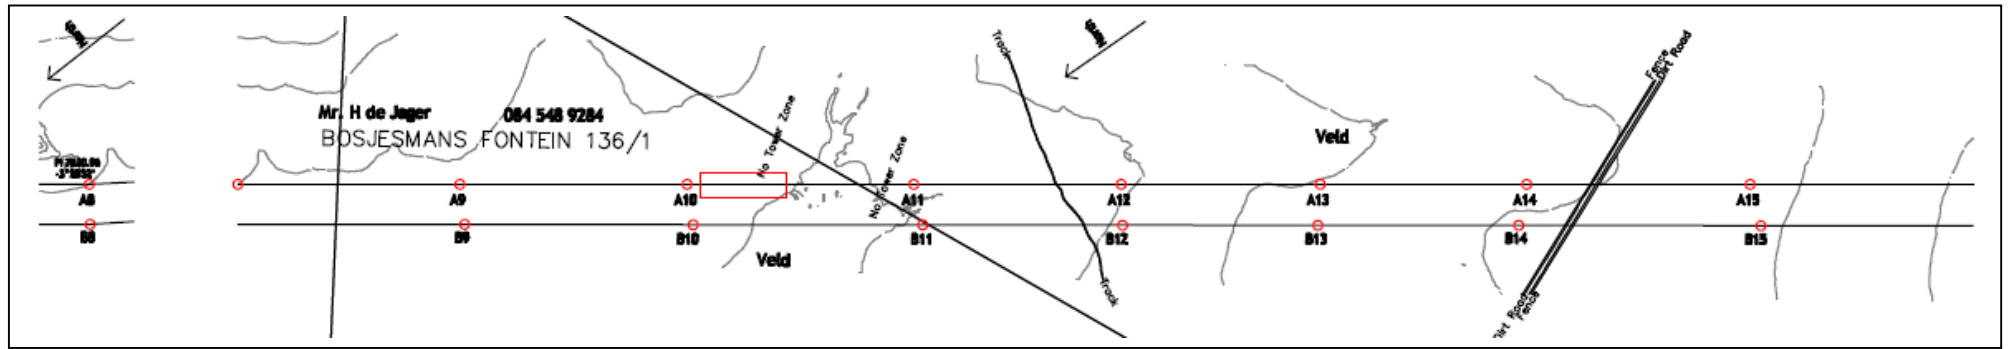 North
North
Track
Fence
Dirt Road
Mr. H de Jager 084 548 9284
BOSJESMANS FONTEIN 136/1
No Tower Zone
No Tower Zone
Veld
A8
A9
A10
A11
A12
A13
A14
A15
B8
B9
B10
B11
B12
B13
B14
B15
Veld
Track
Dirt Road
Fence